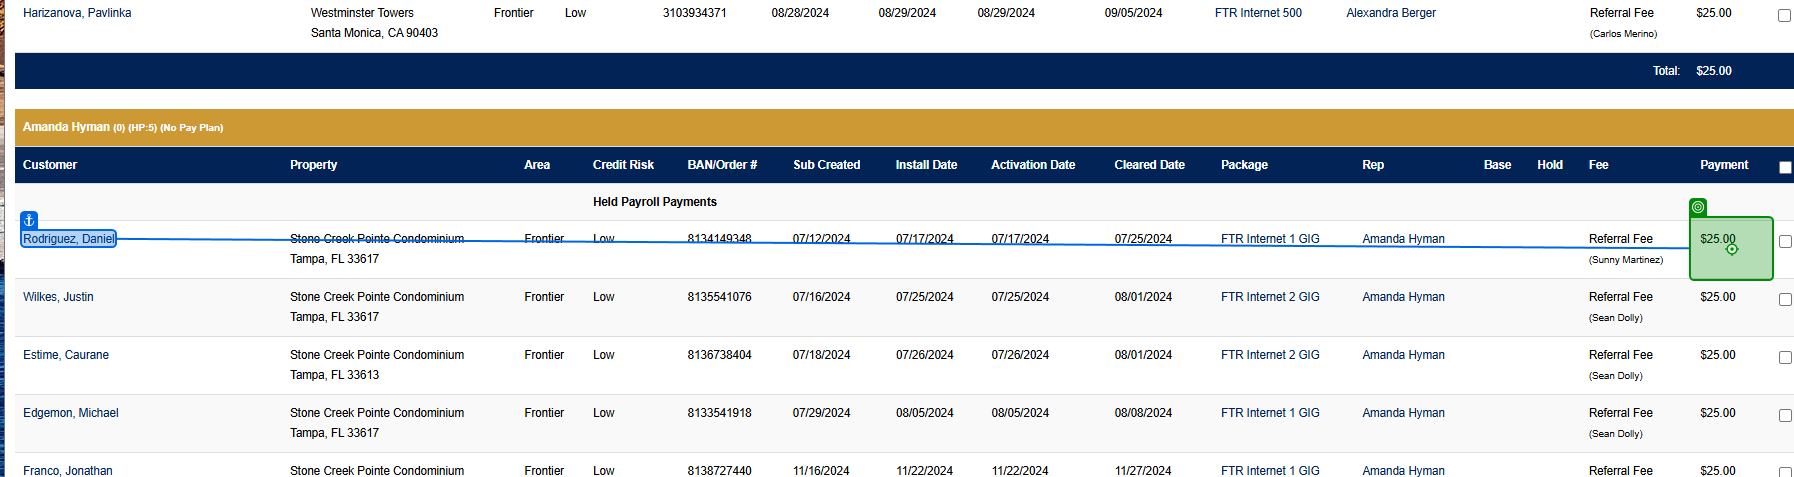 Harizanova, Pavlinka Westminster Towers Frontier Low 3103934371 08/28/2024 08/29/2024 08/29/2024 09/05/2024 FTR Internet 500 Alexandra Berger Referral Fee $25.00
Santa Monica, CA 90403 (Carlos Merino)
Total: $25.00
Amanda Hyman (0) (HP:5) (No Pay Plan)
Customer Property Area Credit Risk BAN/Order # Sub Created Install Date Activation Date Cleared Date Package Rep Base Hold Fee Payment
Held Payroll Payments
Rodriguez, Daniel Stone Creek Pointe Condominium Frontier Low 8134149348 07/12/2024 07/17/2024 07/17/2024 07/25/2024 FTR Internet 1 GIG Amanda Hyman Referral Fee $25.00
Tampa, FL 33617 (Sunny Martinez)
Wilkes, Justin Stone Creek Pointe Condominium Frontier Low 8135541076 07/16/2024 07/25/2024 07/25/2024 08/01/2024 FTR Internet 2 GIG Amanda Hyman Referral Fee $25.00
Tampa, FL 33617 (Sean Dolly)
Estime, Caurane Stone Creek Pointe Condominium Frontier Low 8136738404 07/18/2024 07/26/2024 07/26/2024 08/01/2024 FTR Internet 2 GIG Amanda Hyman Referral Fee $25.00
Tampa, FL 33613 (Sean Dolly)
Edgemon, Michael Stone Creek Pointe Condominium Frontier Low 8133541918 07/29/2024 08/05/2024 08/05/2024 08/08/2024 FTR Internet 1 GIG Amanda Hyman Referral Fee $25.00
Tampa, FL 33617 (Sean Dolly)
Franco, Jonathan Stone Creek Pointe Condominium Frontier Low 8138727440 11/16/2024 11/22/2024 11/22/2024 11/27/2024 FTR Internet 1 GIG Amanda Hyman Referral Fee $25.00